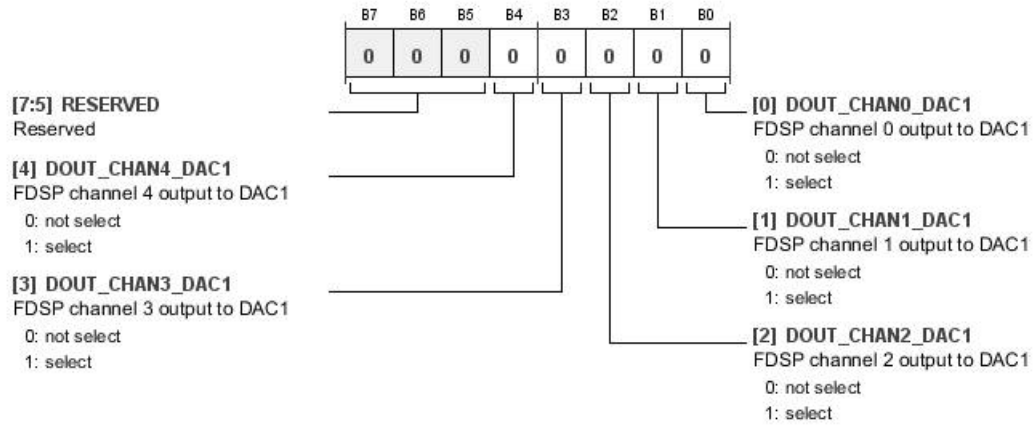 B7 B6 B5 B4 B3 B2 B1 B0
0 0 0 0 0 0 0 0
[7:5] RESERVED
Reserved
[4] DOUT_CHAN4_DAC1
FDSP channel 4 output to DAC1
0: not select
1: select
[3] DOUT_CHAN3_DAC1
FDSP channel 3 output to DAC1
0: not select
1: select
[0] DOUT_CHAN0_DAC1
FDSP channel 0 output to DAC1
0: not select
1: select
[1] DOUT_CHAN1_DAC1
FDSP channel 1 output to DAC1
0: not select
1: select
[2] DOUT_CHAN2_DAC1
FDSP channel 2 output to DAC1
0: not select
1: select